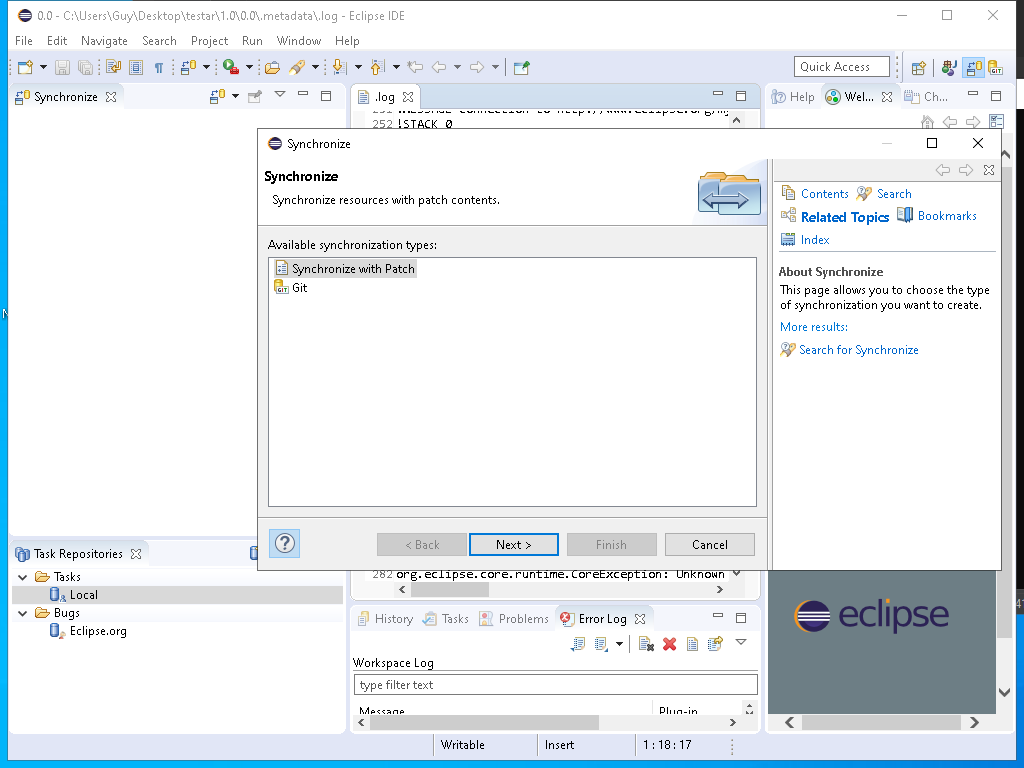 0.0 - C:\Users\Guy\Desktop\testar\1.0\0.0\.metadata\.log - Eclipse IDE
File Edit Navigate Search Project Run Window Help
Quick Access
GIT
Synchronize
.log
Help
Wel...
Ch...
252 !STACK 0
Synchronize
Synchronize
Synchronize resources with patch contents.
Available synchronization types:
Synchronize with Patch
Git
Contents
Search
Related Topics
Bookmarks
Index
About Synchronize
This page allows you to choose the type
of synchronization you want to create.
More results:
Search for Synchronize
< Back
Next >
Finish
Cancel
Task Repositories
Tasks
Local
Bugs
Eclipse.org
282 org.eclipse.core.runtime.CoreException: Unknown
History
Tasks
Problems
Error Log
Workspace Log
type filter text
Message
Plug-in
eclipse
Writable
Insert
1 : 18 : 17